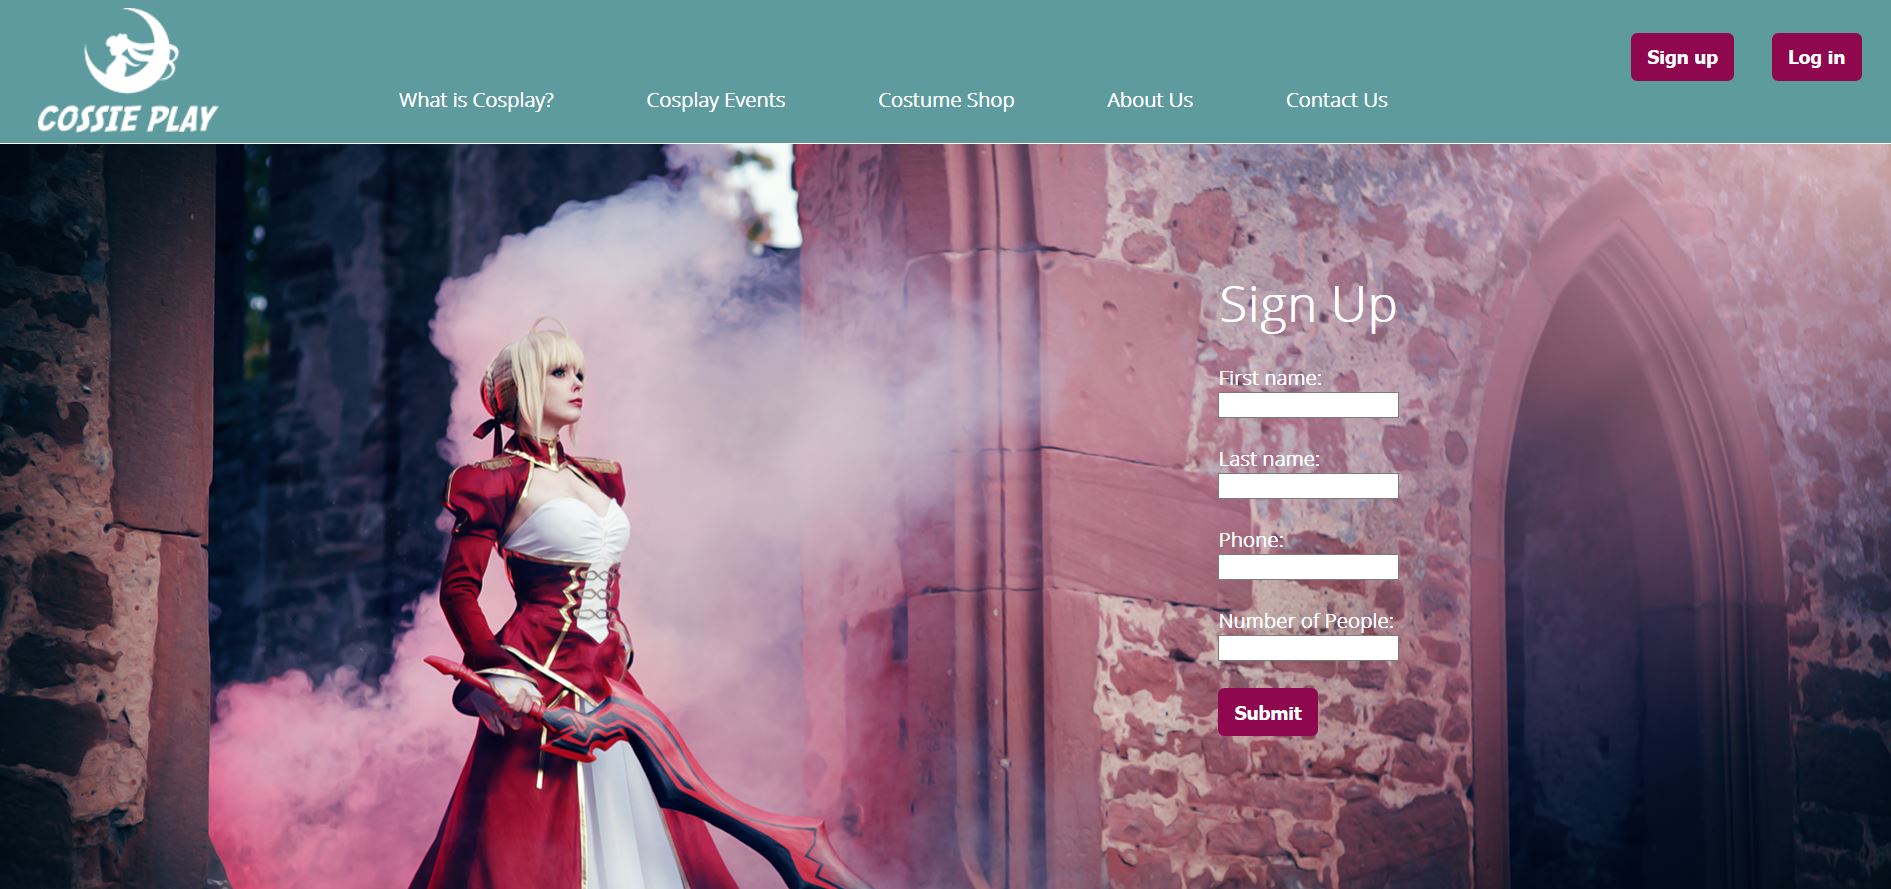 COSSIE PLAY
What is Cosplay?
Cosplay Events
Costume Shop
About Us
Contact Us
Sign up
Log in
Sign Up
First name:
Last name:
Phone:
Number of People:
Submit